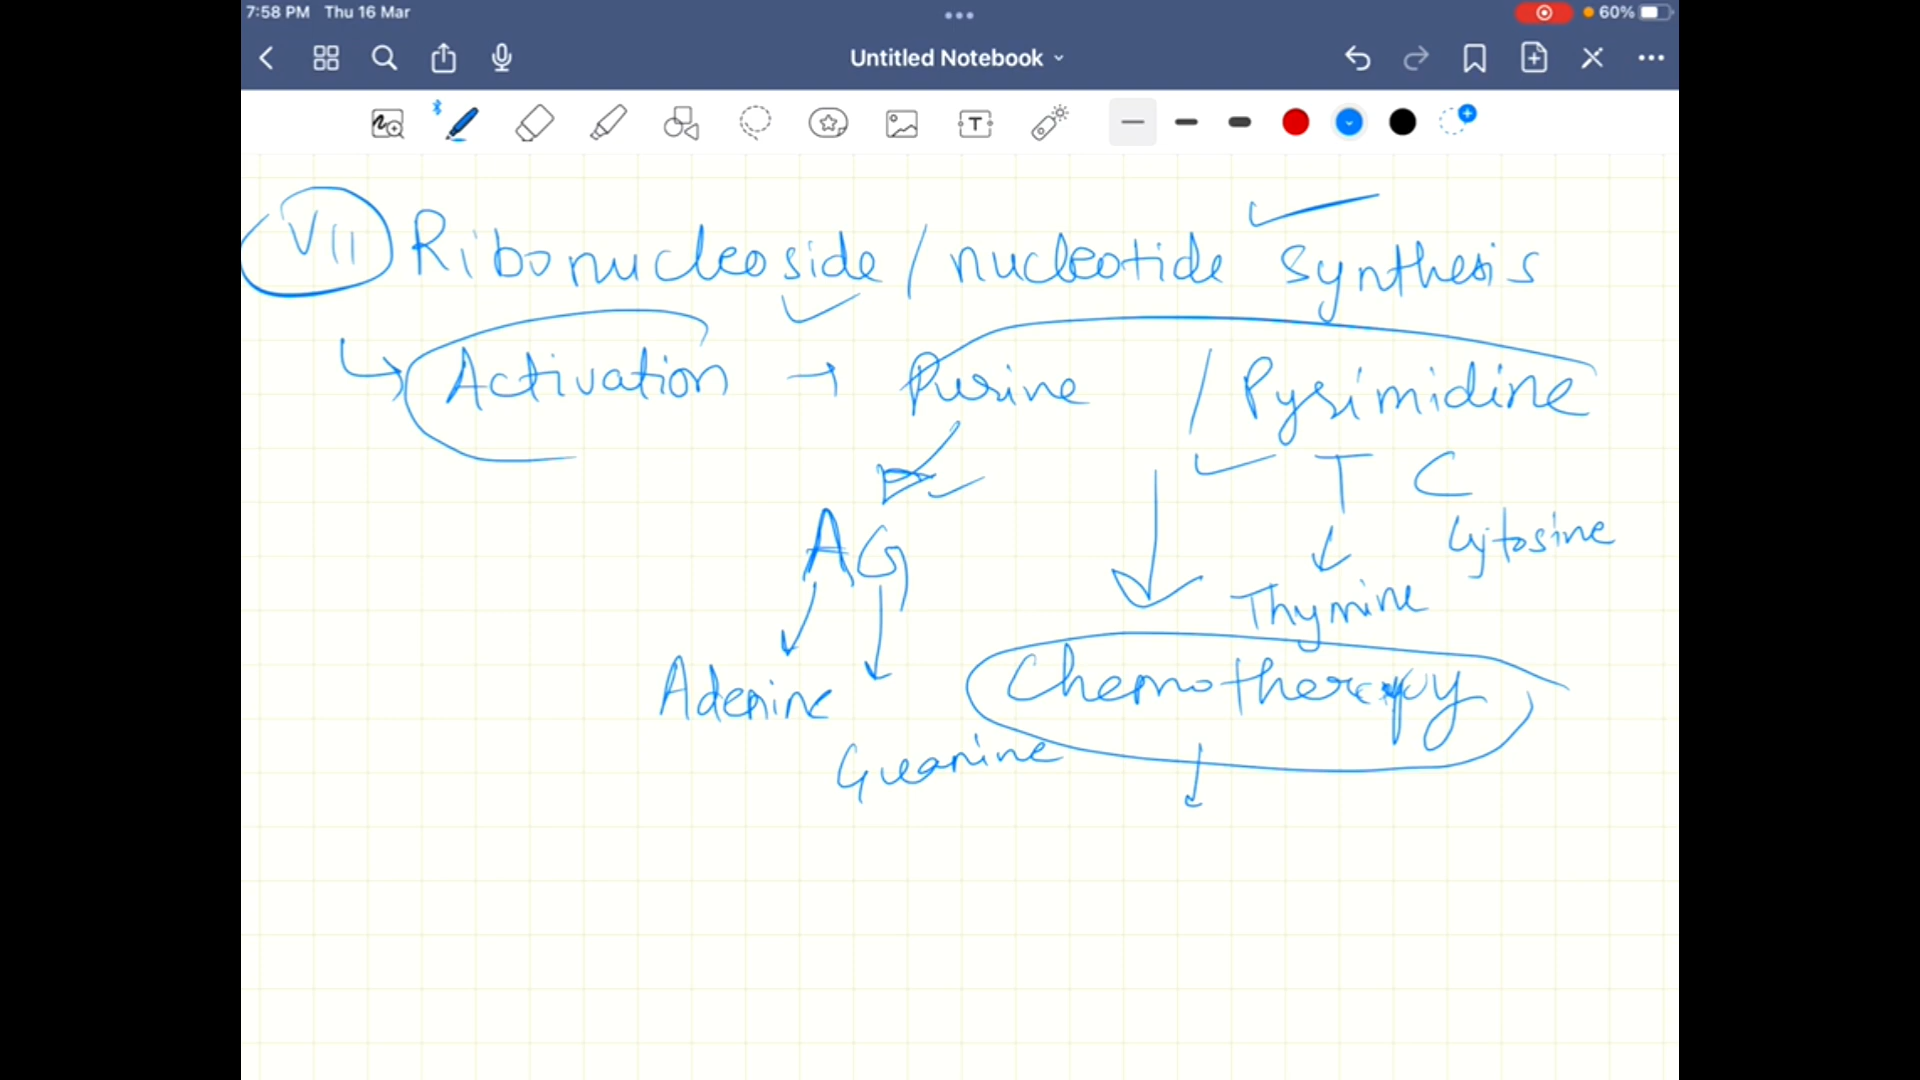 7:58 PM Thu 16 Mar
60%
Untitled Notebook
T
VII Ribonucleoside / nucleotide synthesis
Activation → Purine / Pyrimidine
T C
A G
Cytosine
Thymine
Adenine
Chemotherapy
Guanine